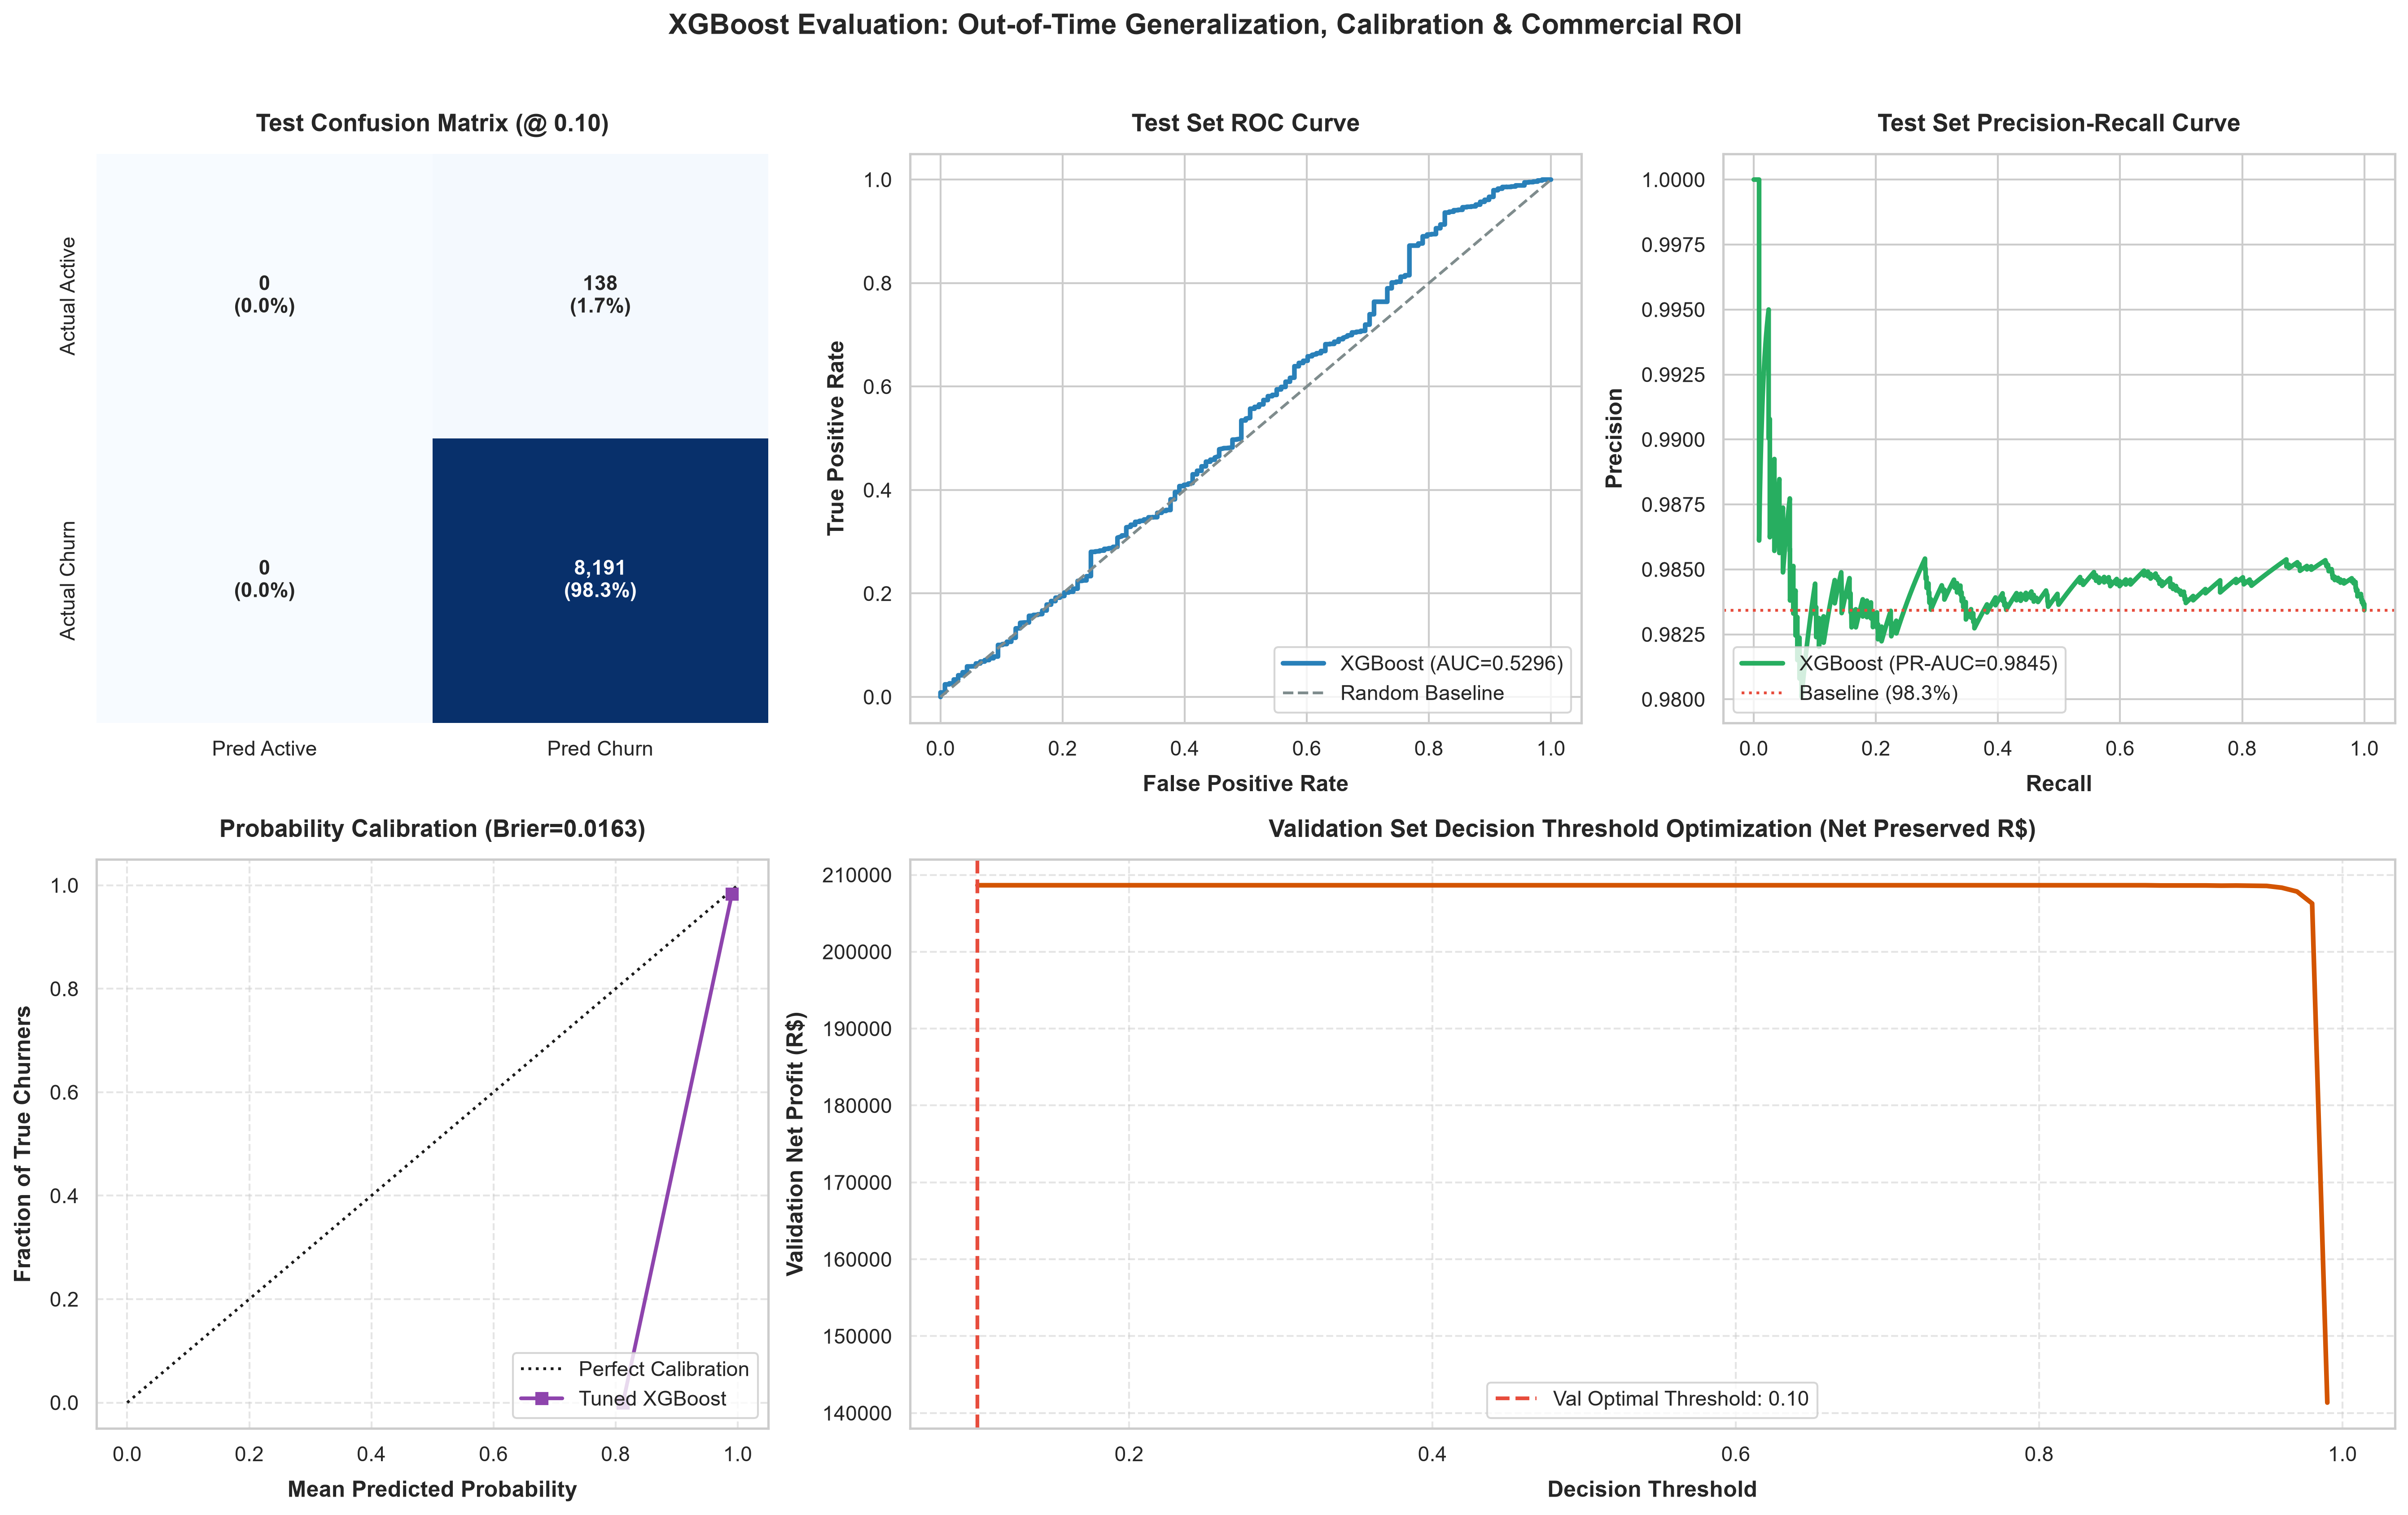 XGBoost Evaluation: Out-of-Time Generalization, Calibration & Commercial ROI
Test Confusion Matrix (@ 0.10)
Actual Active
Actual Churn
0
(0.0%)
138
(1.7%)
0
(0.0%)
8,191
(98.3%)
Pred Active
Pred Churn
Test Set ROC Curve
True Positive Rate
1.0
0.8
0.6
0.4
0.2
0.0
XGBoost (AUC=0.5296)
Random Baseline
0.0
0.2
0.4
0.6
0.8
1.0
False Positive Rate
Test Set Precision-Recall Curve
Precision
1.0000
0.9975
0.9950
0.9925
0.9900
0.9875
0.9850
0.9825
0.9800
XGBoost (PR-AUC=0.9845)
Baseline (98.3%)
0.0
0.2
0.4
0.6
0.8
1.0
Recall
Probability Calibration (Brier=0.0163)
Fraction of True Churners
1.0
0.8
0.6
0.4
0.2
0.0
Perfect Calibration
Tuned XGBoost
0.0
0.2
0.4
0.6
0.8
1.0
Mean Predicted Probability
Validation Set Decision Threshold Optimization (Net Preserved R$)
Validation Net Profit (R$)
210000
200000
190000
180000
170000
160000
150000
140000
Val Optimal Threshold: 0.10
0.2
0.4
0.6
0.8
1.0
Decision Threshold